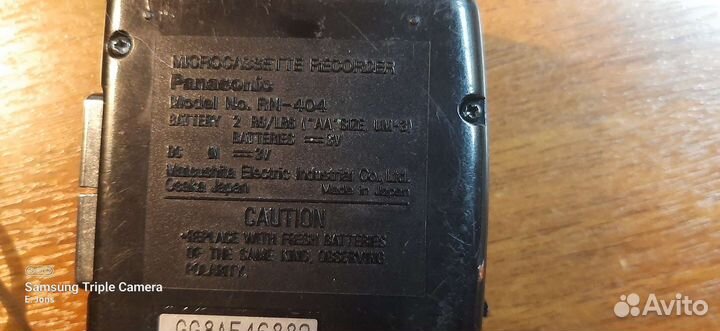 MICROCASSETTE RECORDER
Panasonic
Model No. RN-404
BATTERY 2 R6/LR6 ("AA" SIZE, UM-3)
BATTERIES 3V
DC IN 3V
Matsushita Electric Industrial Co., Ltd.
Osaka Japan Made in Japan
CAUTION
•REPLACE WITH FRESH BATTERIES
OF THE SAME KIND, OBSERVING
POLARITY.
Samsung Triple Camera
E. Jons
Avito